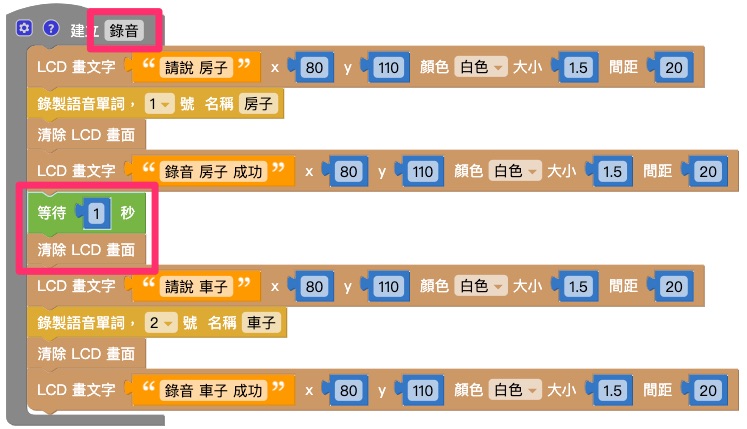 建立 錄音
LCD 畫文字 “ 請說 房子 ” x 80 y 110 顏色 白色 大小 1.5 間距 20
錄製語音單詞， 1 號 名稱 房子
清除 LCD 畫面
LCD 畫文字 “ 錄音 房子 成功 ” x 80 y 110 顏色 白色 大小 1.5 間距 20
等待 1 秒
清除 LCD 畫面
LCD 畫文字 “ 請說 車子 ” x 80 y 110 顏色 白色 大小 1.5 間距 20
錄製語音單詞， 2 號 名稱 車子
清除 LCD 畫面
LCD 畫文字 “ 錄音 車子 成功 ” x 80 y 110 顏色 白色 大小 1.5 間距 20